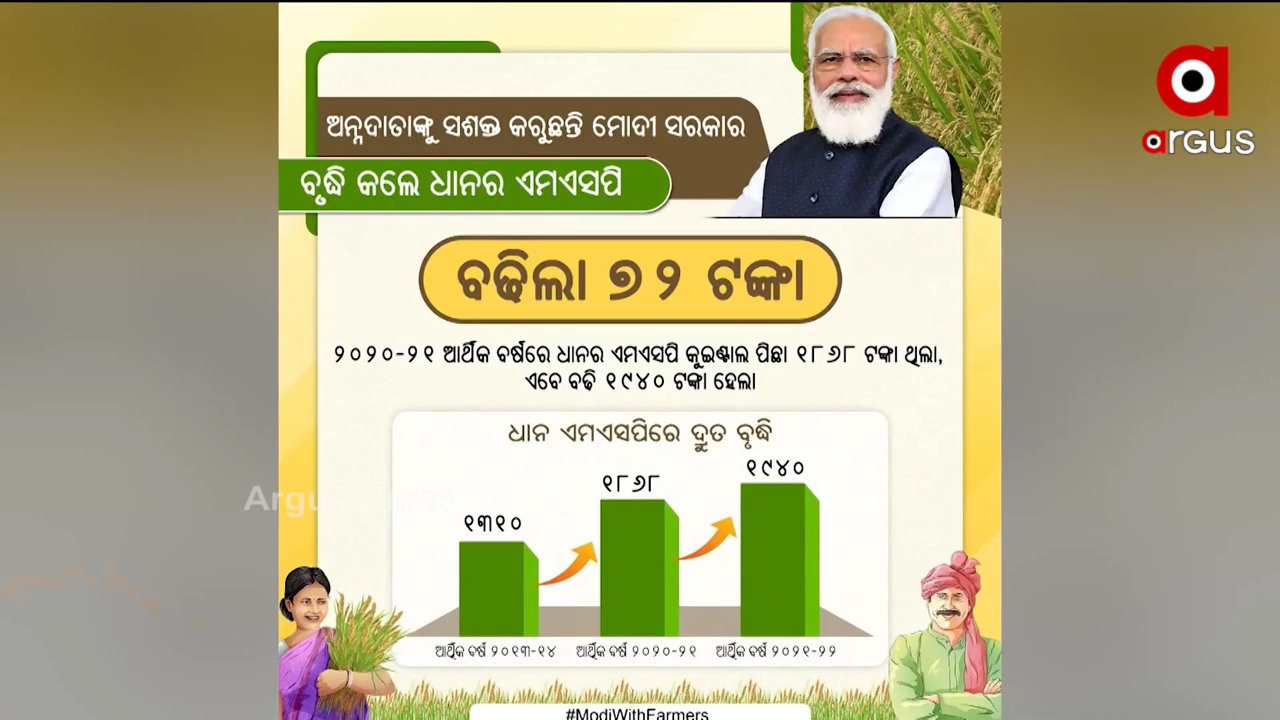 ଅନ୍ନଦାତାଙ୍କୁ ସଶକ୍ତ କରୁଛନ୍ତି ମୋଦୀ ସରକାର
ବୃଦ୍ଧି କଲେ ଧାନର ଏମଏସପି
argus
ବଢ଼ିଲା ୭୨ ଟଙ୍କା
୨୦୨୦-୨୧ ଆର୍ଥିକ ବର୍ଷରେ ଧାନର ଏମଏସପି କୁଇଣ୍ଟାଲ ପିଛା ୧୮୬୮ ଟଙ୍କା ଥିଲା,
ଏବେ ବଢି ୧୯୪୦ ଟଙ୍କା ହେଲା
ଧାନ ଏମଏସପିରେ ଦ୍ରୁତ ବୃଦ୍ଧି
୧୩୧୦
୧୮୬୮
୧୯୪୦
Argus News
ଆର୍ଥିକ ବର୍ଷ ୨୦୧୩-୧୪
ଆର୍ଥିକ ବର୍ଷ ୨୦୨୦-୨୧
ଆର୍ଥିକ ବର୍ଷ ୨୦୨୧-୨୨
#ModiWithFarmers